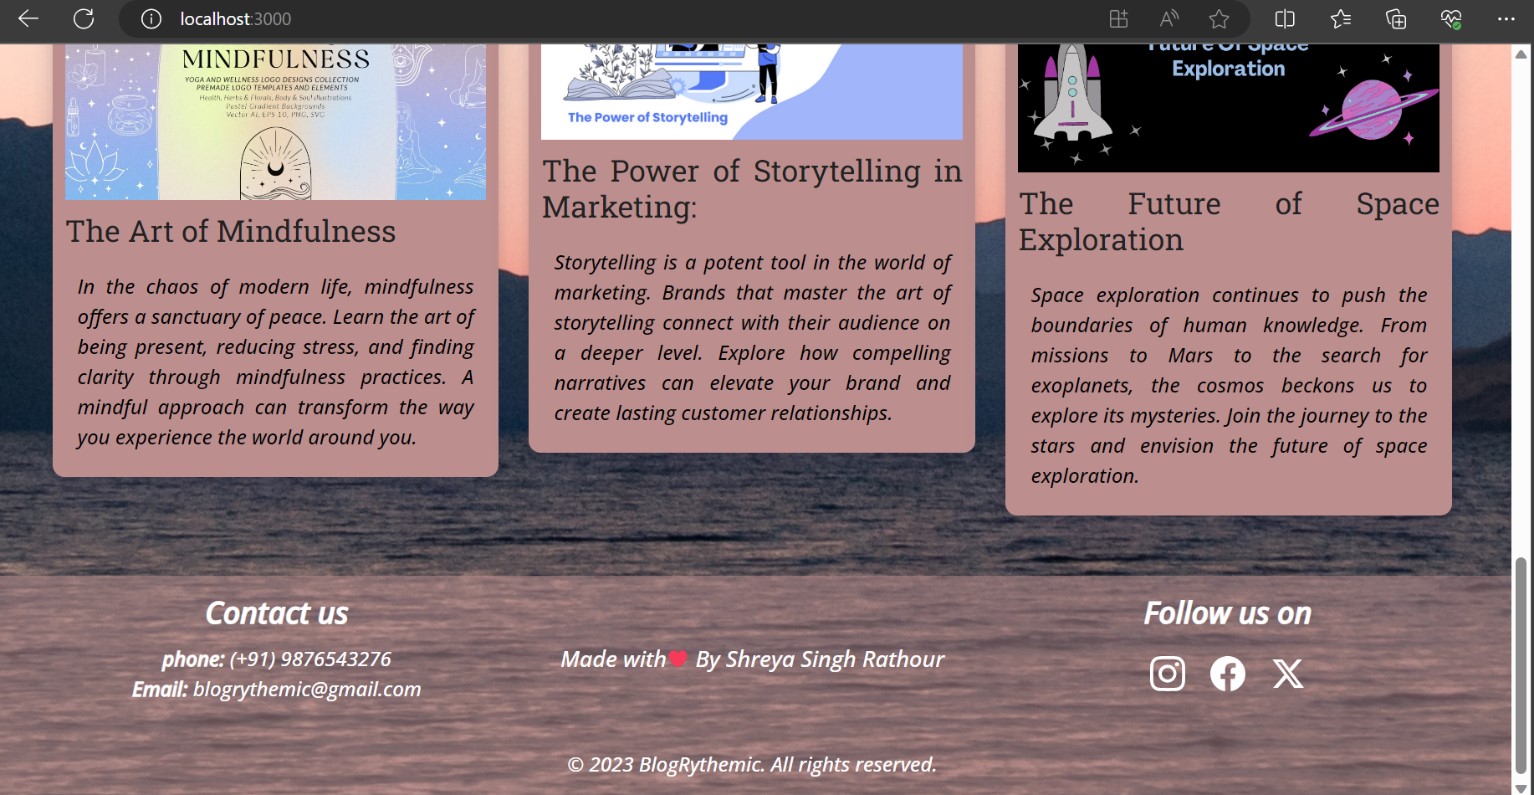 localhost:3000
MINDFULNESS
YOGA AND WELLNESS LOGO DESIGNS COLLECTION
PREMADE LOGO TEMPLATES AND ELEMENTS
Health, Herbs & Florals, Body & Soul illustrations
Pastel Gradient Backgrounds
Vector AI, EPS 10, PNG, SVG
The Art of Mindfulness
In the chaos of modern life, mindfulness
offers a sanctuary of peace. Learn the art of
being present, reducing stress, and finding
clarity through mindfulness practices. A
mindful approach can transform the way
you experience the world around you.
The Power of Storytelling
The Power of Storytelling in
Marketing:
Storytelling is a potent tool in the world of
marketing. Brands that master the art of
storytelling connect with their audience on
a deeper level. Explore how compelling
narratives can elevate your brand and
create lasting customer relationships.
Future Of Space
Exploration
The Future of Space
Exploration
Space exploration continues to push the
boundaries of human knowledge. From
missions to Mars to the search for
exoplanets, the cosmos beckons us to
explore its mysteries. Join the journey to the
stars and envision the future of space
exploration.
Contact us
phone: (+91) 9876543276
Email: blogrythemic@gmail.com
Made with❤ By Shreya Singh Rathour
Follow us on
© 2023 BlogRythemic. All rights reserved.